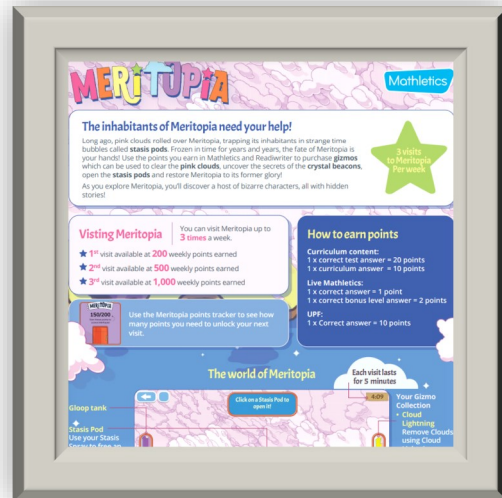 MERITOPIA
Mathletics
The inhabitants of Meritopia need your help!
Long ago, pink clouds rolled over Meritopia, trapping its inhabitants in strange time
bubbles called stasis pods. Frozen in time for years and years, the fate of Meritopia is
your hands! Use the points you earn in Mathletics and Readiwriter to purchase gizmos
which can be used to clear the pink clouds, uncover the secrets of the crystal beacons,
open the stasis pods and restore Meritopia to its former glory!
As you explore Meritopia, you'll discover a host of bizarre characters, all with hidden
stories!
3 visits
to Meritopia
Per week
Visting Meritopia
You can visit Meritopia up to
3 times a week.
1st visit available at 200 weekly points earned
2nd visit available at 500 weekly points earned
3rd visit available at 1,000 weekly points earned
MERITOPIA
150/200
Use the Meritopia points tracker to see how
many points you need to unlock your next
visit.
How to earn points
Curriculum content:
1 x correct test answer = 20 points
1 x curriculum answer = 10 points
Live Mathletics:
1 x correct answer = 1 point
1 x correct bonus level answer = 2 points
UPF:
1 x Correct answer = 10 points
The world of Meritopia
Each visit lasts
for 5 minutes
Click on a Stasis Pod to
open it!
4:09
Gloop tank
Stasis Pod
Use your Stasis
Spray to free an
Your Gizmo
Collection
• Cloud
Lightning
Remove Clouds
using Cloud